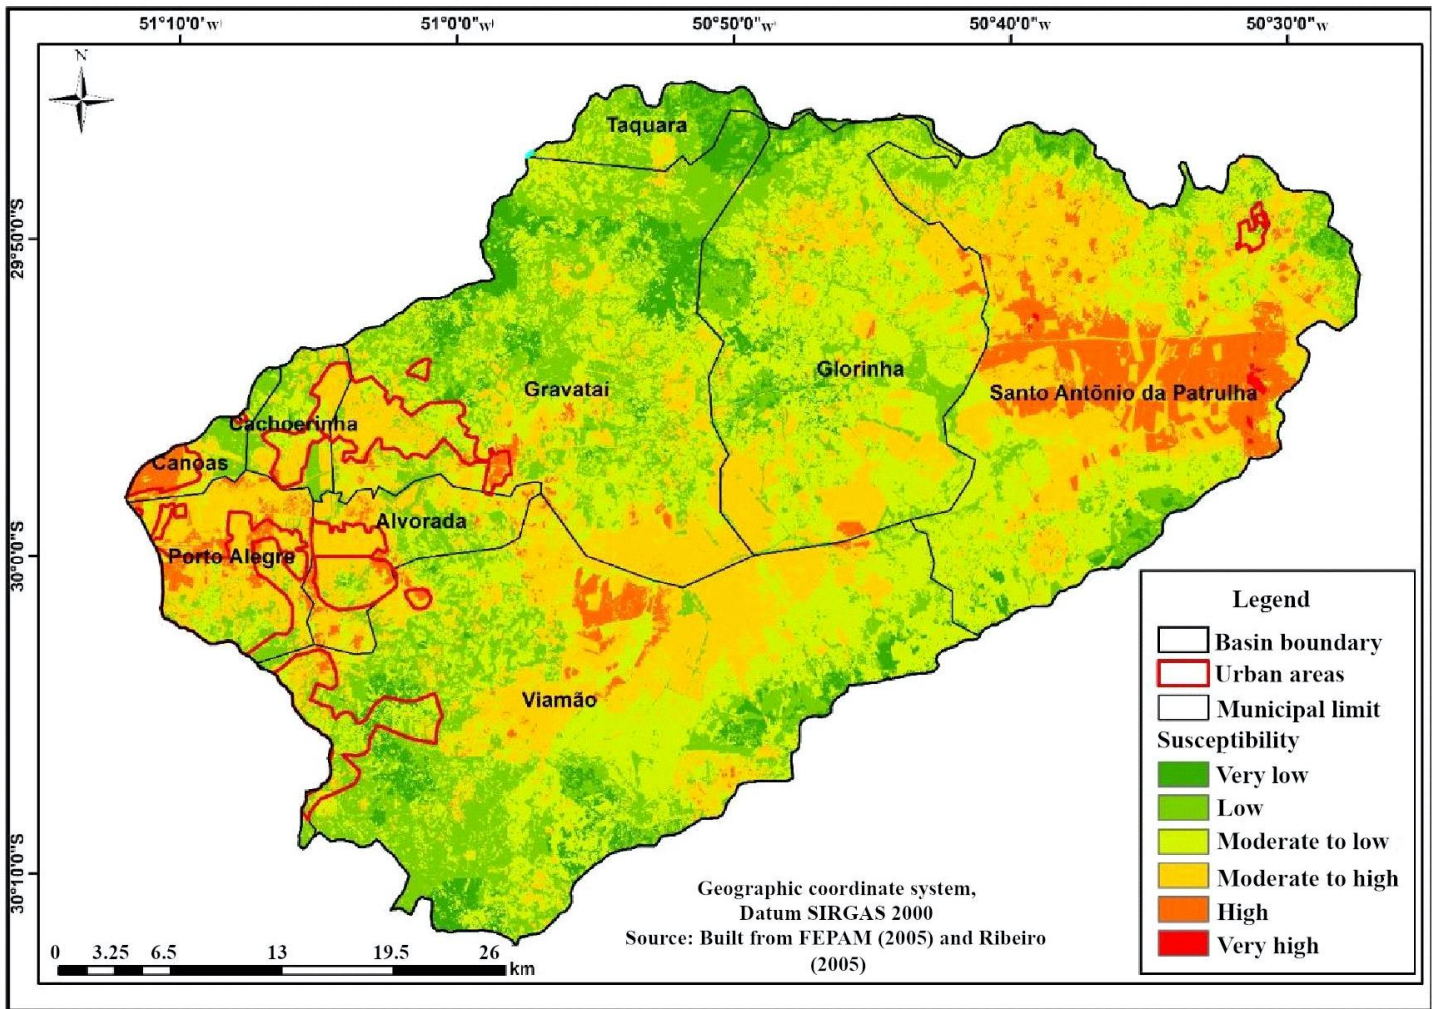 51°10'0"W
51°0'0"W
50°50'0"W
50°40'0"W
50°30'0"W
N
29°50'0"S
30°0'0"S
30°10'0"S
Taquara
Glorinha
Gravataí
Santo Antônio da Patrulha
Cachoerinha
Canoas
Alvorada
Porto Alegre
Viamão
Legend
Basin boundary
Urban areas
Municipal limit
Susceptibility
Very low
Low
Moderate to low
Moderate to high
High
Very high
Geographic coordinate system,
Datum SIRGAS 2000
Source: Built from FEPAM (2005) and Ribeiro
(2005)
0 3.25 6.5 13 19.5 26
km